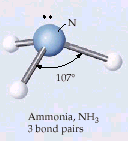 N
107°
Ammonia, NH₃
3 bond pairs